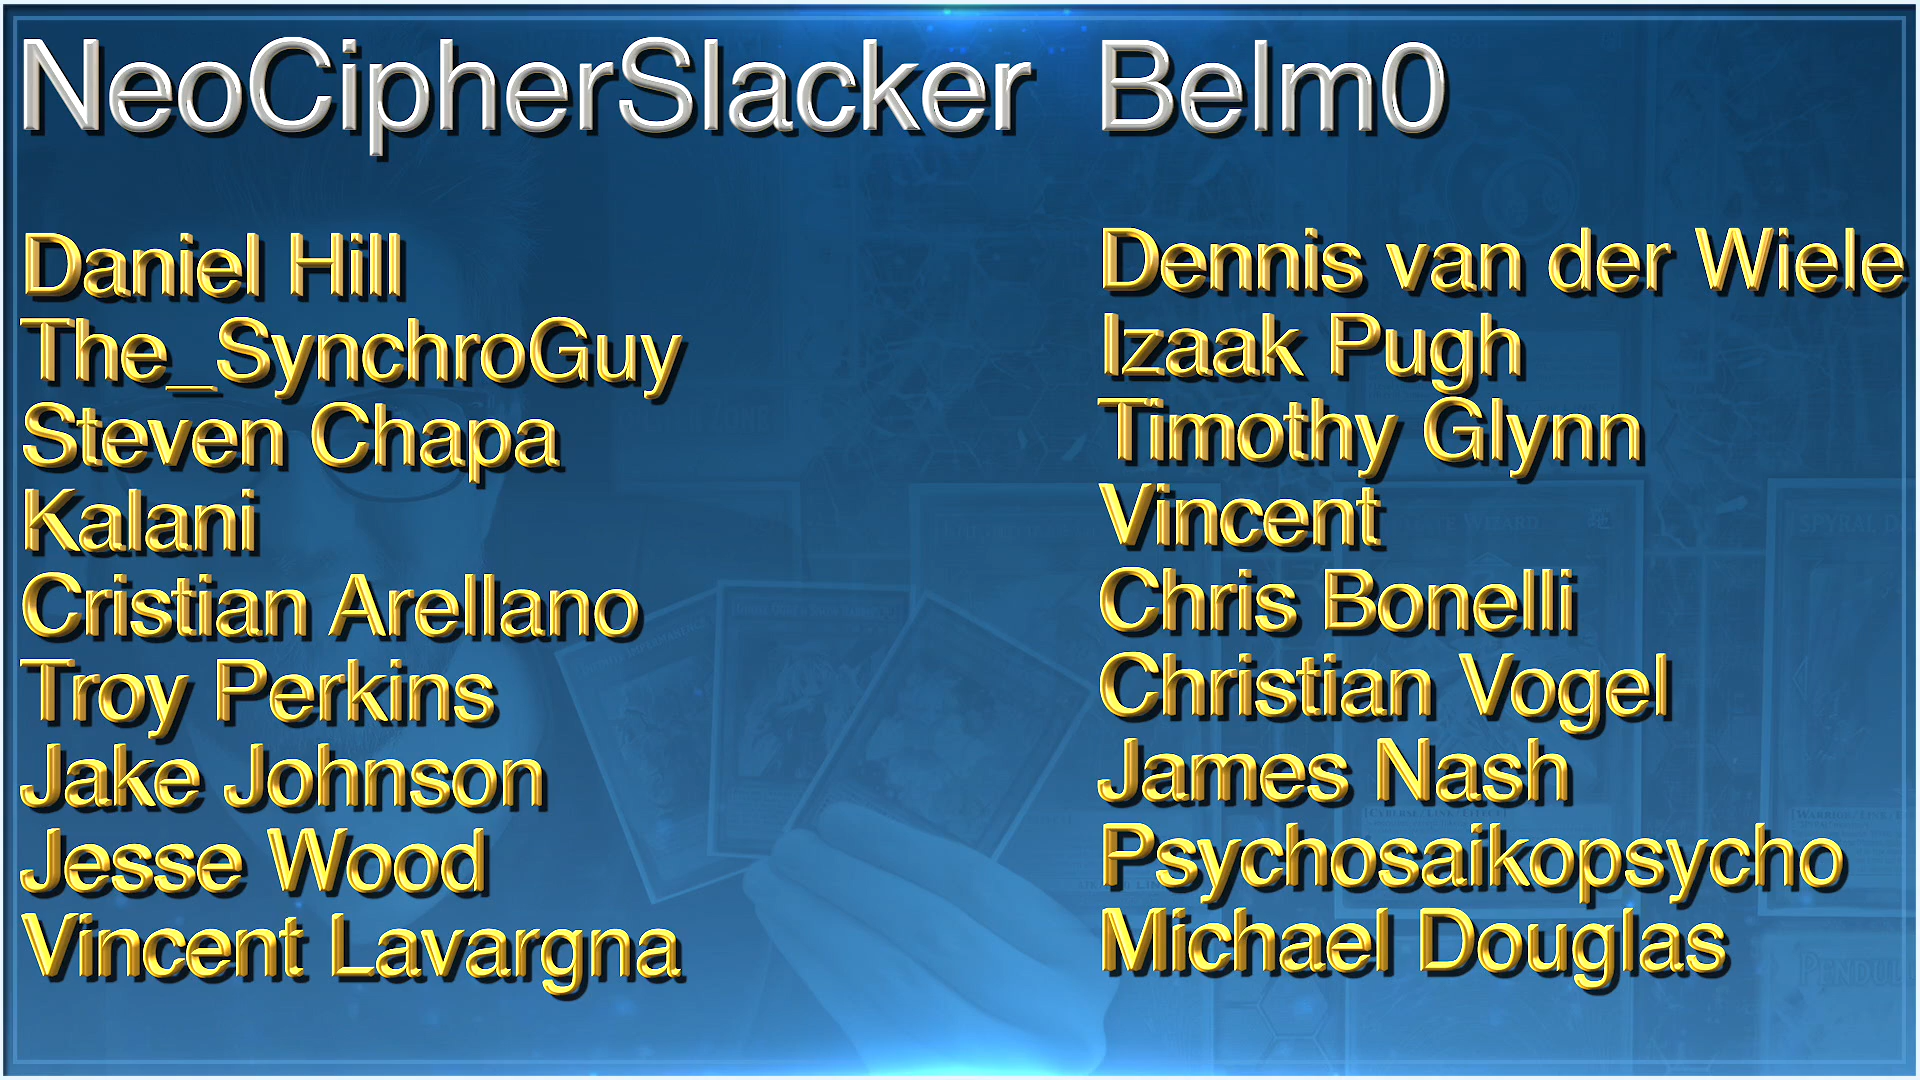 NeoCipherSlacker
Belm0
Daniel Hill
The_SynchroGuy
Steven Chapa
Kalani
Cristian Arellano
Troy Perkins
Jake Johnson
Jesse Wood
Vincent Lavargna
Dennis van der Wiele
Izaak Pugh
Timothy Glynn
Vincent
Chris Bonelli
Christian Vogel
James Nash
Psychosaikopsycho
Michael Douglas